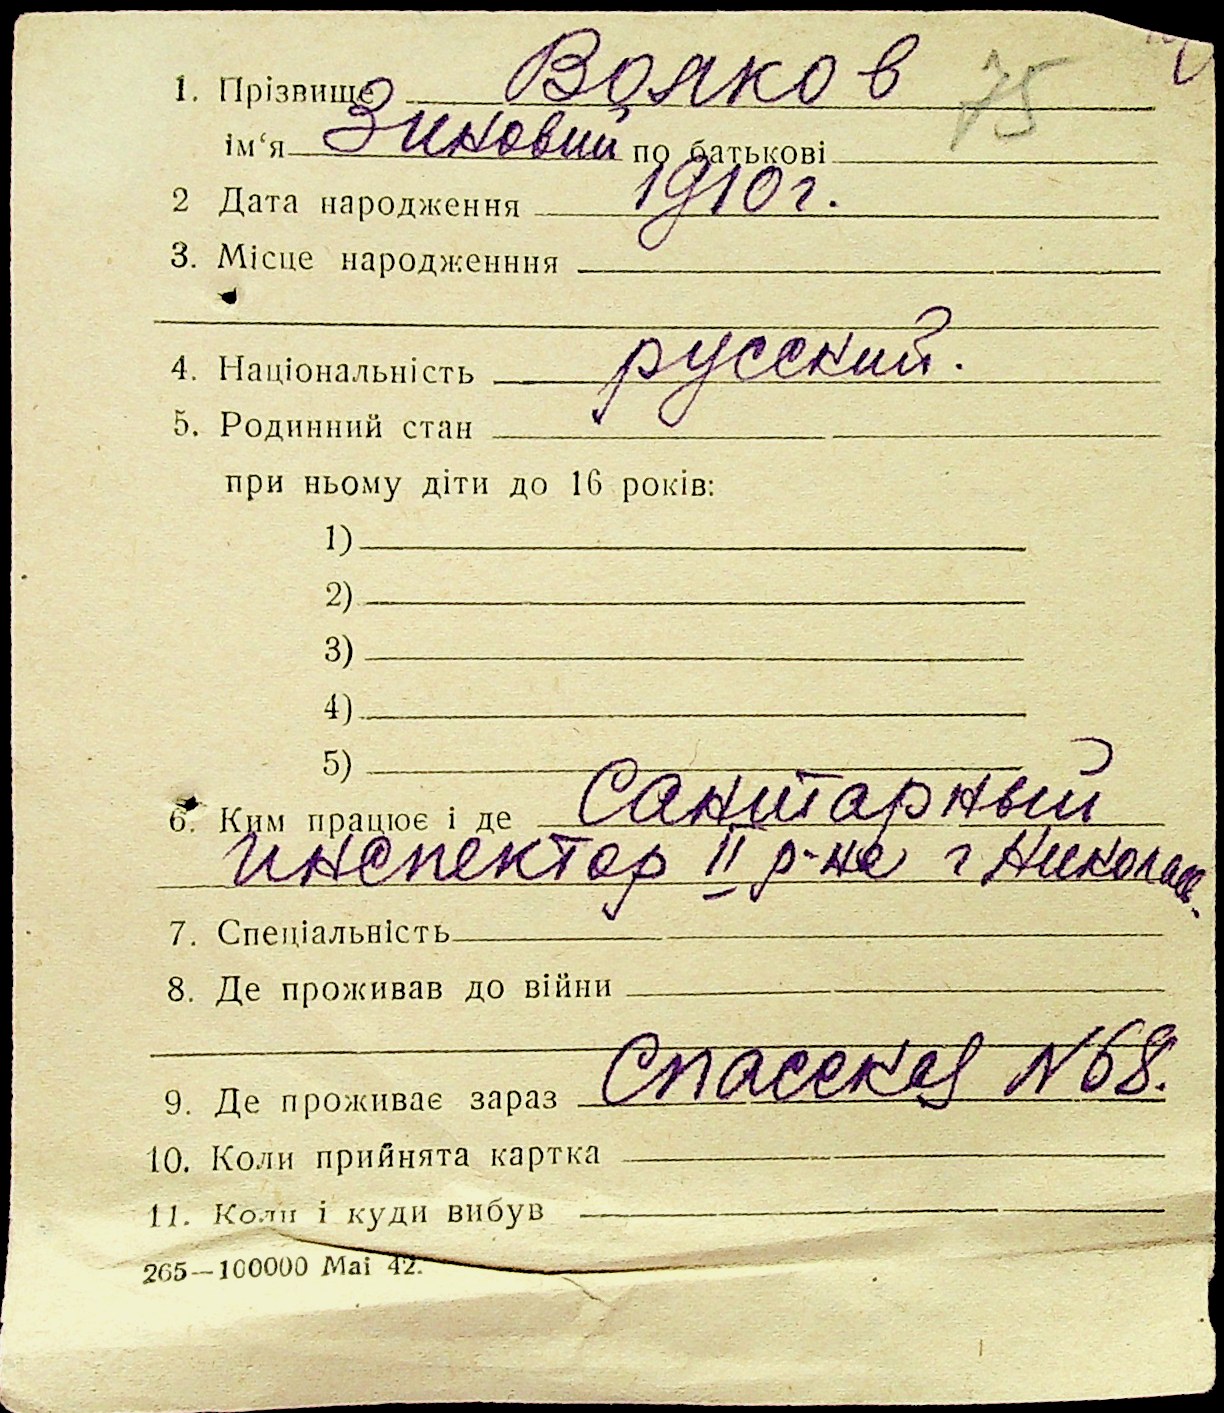 1. Прізвище Вояков 75
ім‘я Зиновий по батькові
2 Дата народження 1910 г.
3. Місце народженння
4. Національність русский.
5. Родинний стан
при ньому діти до 16 років:
1)
2)
3)
4)
5)
6. Ким працює і де Санитарный
инспектор II р-на г Николаев.
7. Спеціальність
8. Де проживав до війни
9. Де проживає зараз Спасская №68.
10. Коли прийнята картка
11. Коли і куди вибув
265—100000 Mai 42.